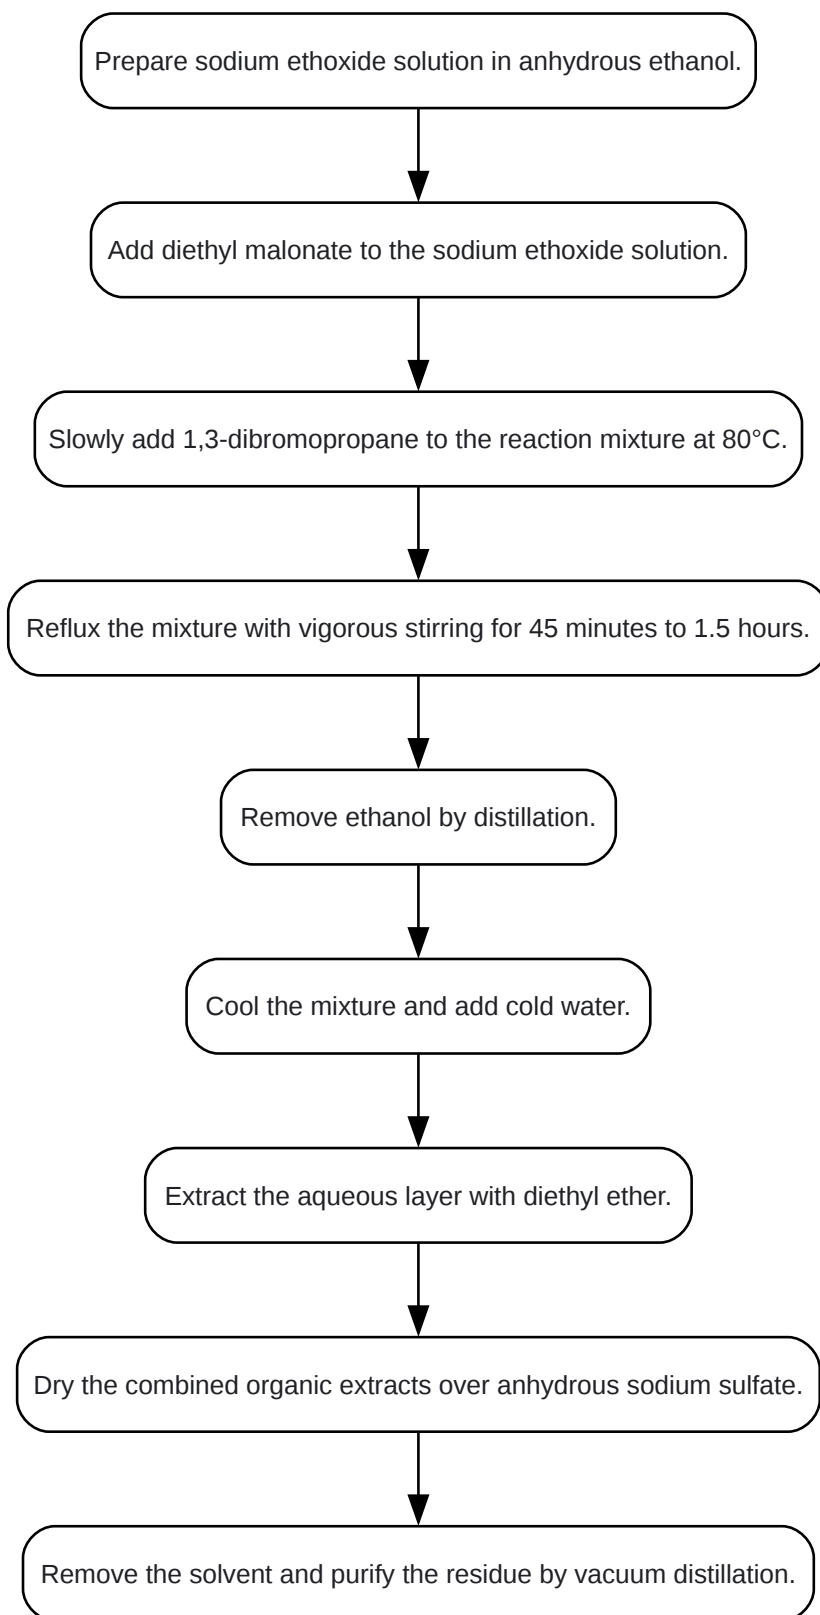 Prepare sodium ethoxide solution in anhydrous ethanol.
Add diethyl malonate to the sodium ethoxide solution.
Slowly add 1,3-dibromopropane to the reaction mixture at 80°C.
Reflux the mixture with vigorous stirring for 45 minutes to 1.5 hours.
Remove ethanol by distillation.
Cool the mixture and add cold water.
Extract the aqueous layer with diethyl ether.
Dry the combined organic extracts over anhydrous sodium sulfate.
Remove the solvent and purify the residue by vacuum distillation.